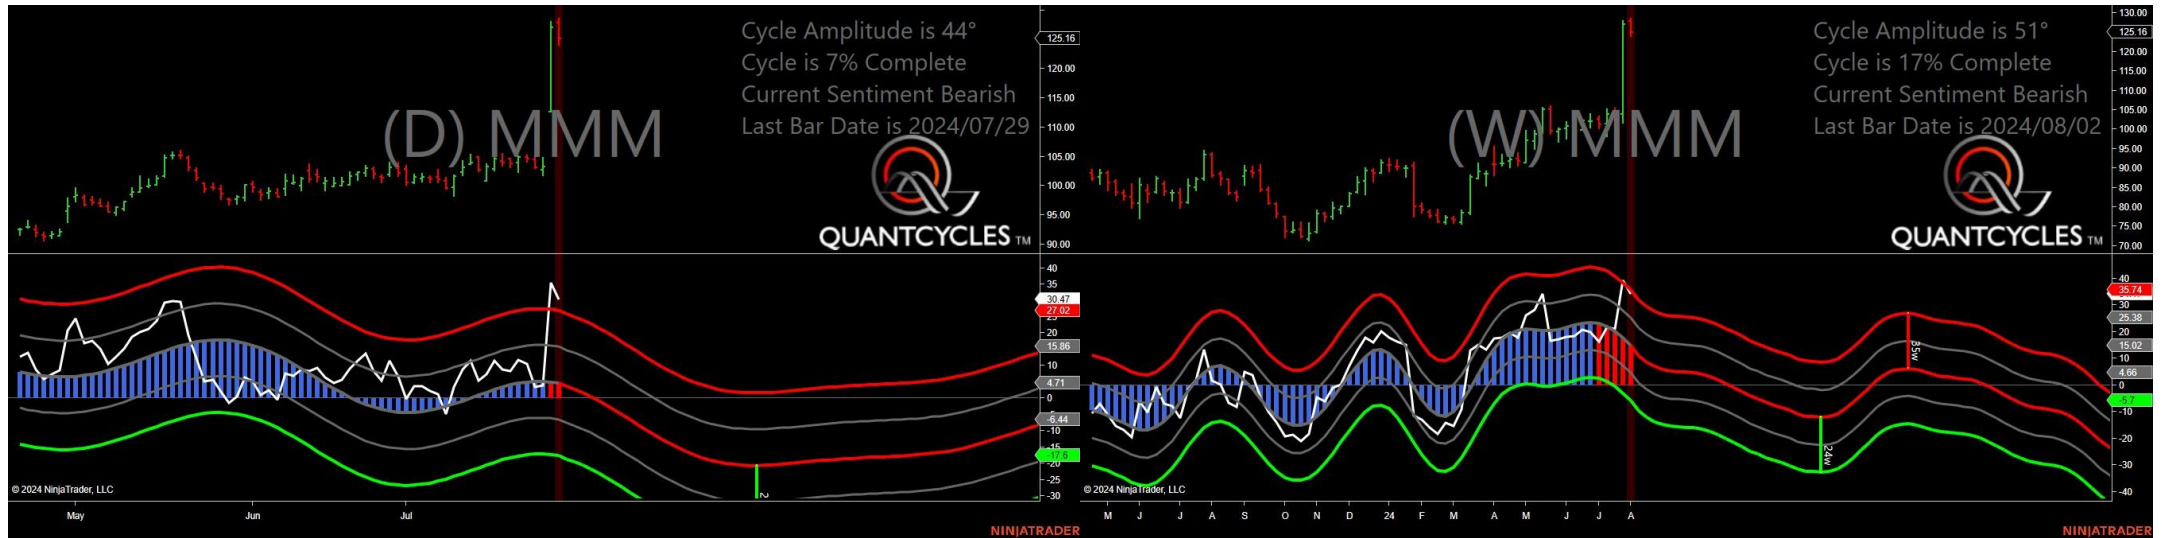 Cycle Amplitude is 44°
Cycle is 7% Complete
Current Sentiment Bearish
Last Bar Date is 2024/07/29
(D) MMM
QUANTCYCLES TM
125.16
120.00
115.00
110.00
105.00
100.00
95.00
90.00
40
30.47
27.02
20
15.86
10
4.71
0
-6.44
-10
-15
-17.6
-20
-25
-30
© 2024 NinjaTrader, LLC
May
Jun
Jul
NINJATRADER
Cycle Amplitude is 51°
Cycle is 17% Complete
Current Sentiment Bearish
Last Bar Date is 2024/08/02
(W) MMM
QUANTCYCLES TM
130.00
125.16
120.00
115.00
110.00
105.00
100.00
95.00
90.00
85.00
80.00
75.00
70.00
40
35.74
30
25.38
20
15.02
10
4.66
0
-5.7
-10
-20
-30
-40
35w
24w
© 2024 NinjaTrader, LLC
M J J A S O N D 24 F M A M J J A
NINJATRADER